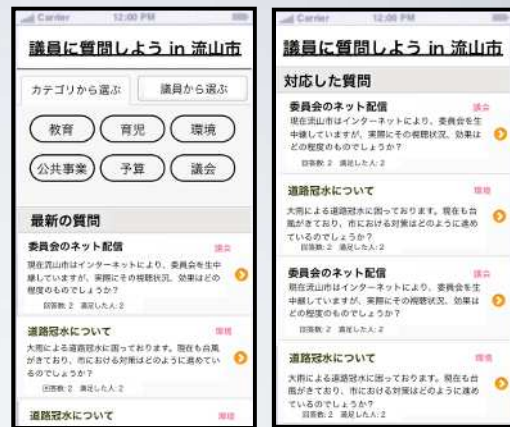 Carrier 12:00 PM
議員に質問しよう in 流山市
カテゴリから選ぶ
議員から選ぶ
教育
育児
環境
公共事業
予算
議会
最新の質問
委員会のネット配信
議会
現在流山市はインターネットにより、委員会を生中
継していますが、実際にその視聴状況、効果はどの
程度のものでしょうか？
回答数: 2 満足した人: 2
道路冠水について
環境
大雨による道路冠水に困っております。現在も台風
がきており、市における対策はどのように進めてい
るのでしょうか？
回答数: 2 満足した人: 2
道路冠水について
環境
Carrier 12:00 PM
議員に質問しよう in 流山市
対応した質問
委員会のネット配信
議会
現在流山市はインターネットにより、委員会を生
中継していますが、実際にその視聴状況、効果は
どの程度のものでしょうか？
回答数: 2 満足した人: 2
道路冠水について
環境
大雨による道路冠水に困っております。現在も台
風がきており、市における対策はどのように進め
ているのでしょうか？
回答数: 2 満足した人: 2
委員会のネット配信
議会
現在流山市はインターネットにより、委員会を生
中継していますが、実際にその視聴状況、効果は
どの程度のものでしょうか？
回答数: 2 満足した人: 2
道路冠水について
環境
大雨による道路冠水に困っております。現在も台
風がきており、市における対策はどのように進め
ているのでしょうか？
回答数: 2 満足した人: 2